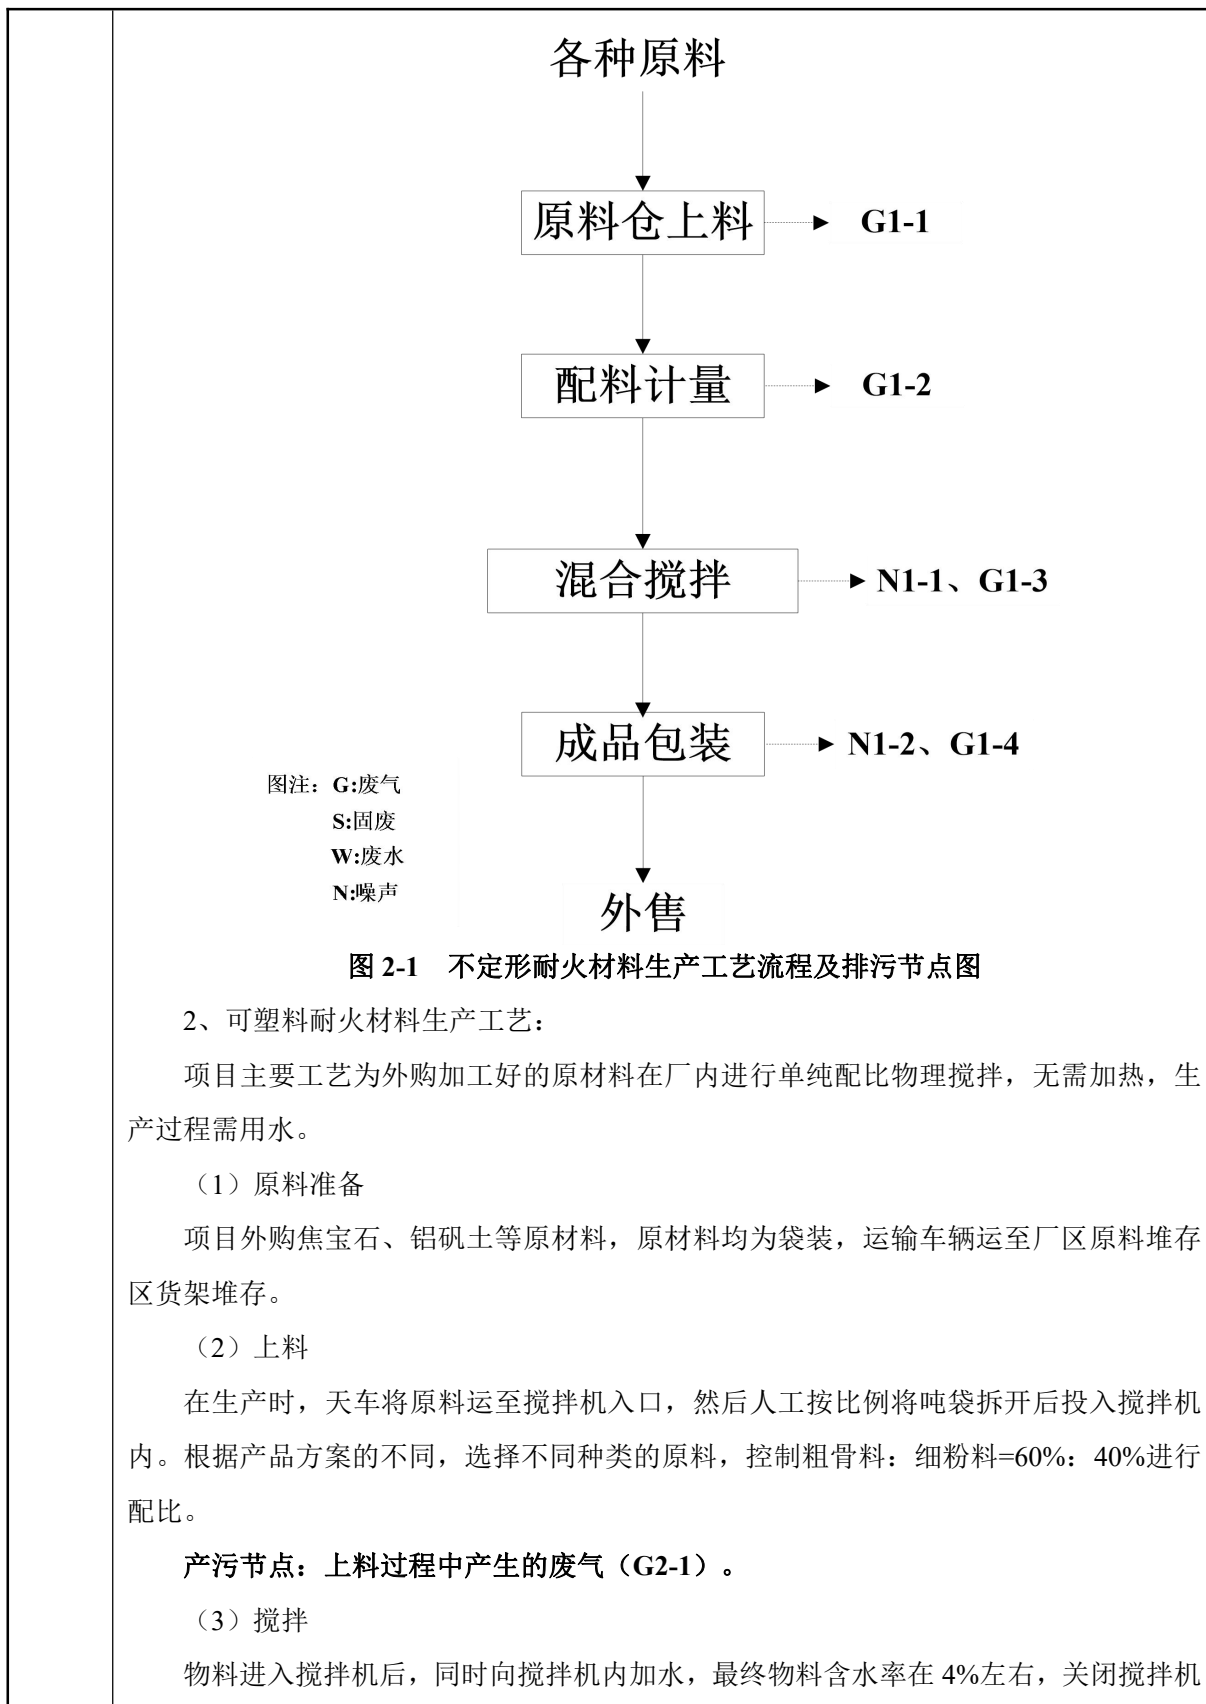 各种原料
原料仓上料
G1-1
配料计量
G1-2
混合搅拌
N1-1、G1-3
成品包装
N1-2、G1-4
图注：G:废气
S:固废
W:废水
N:噪声
外售
图 2-1 不定形耐火材料生产工艺流程及排污节点图
2、可塑料耐火材料生产工艺：
项目主要工艺为外购加工好的原材料在厂内进行单纯配比物理搅拌，无需加热，生
产过程需用水。
（1）原料准备
项目外购焦宝石、铝矾土等原材料，原材料均为袋装，运输车辆运至厂区原料堆存
区货架堆存。
（2）上料
在生产时，天车将原料运至搅拌机入口，然后人工按比例将吨袋拆开后投入搅拌机
内。根据产品方案的不同，选择不同种类的原料，控制粗骨料：细粉料=60%：40%进行
配比。
产污节点：上料过程中产生的废气（G2-1）。
（3）搅拌
物料进入搅拌机后，同时向搅拌机内加水，最终物料含水率在 4%左右，关闭搅拌机